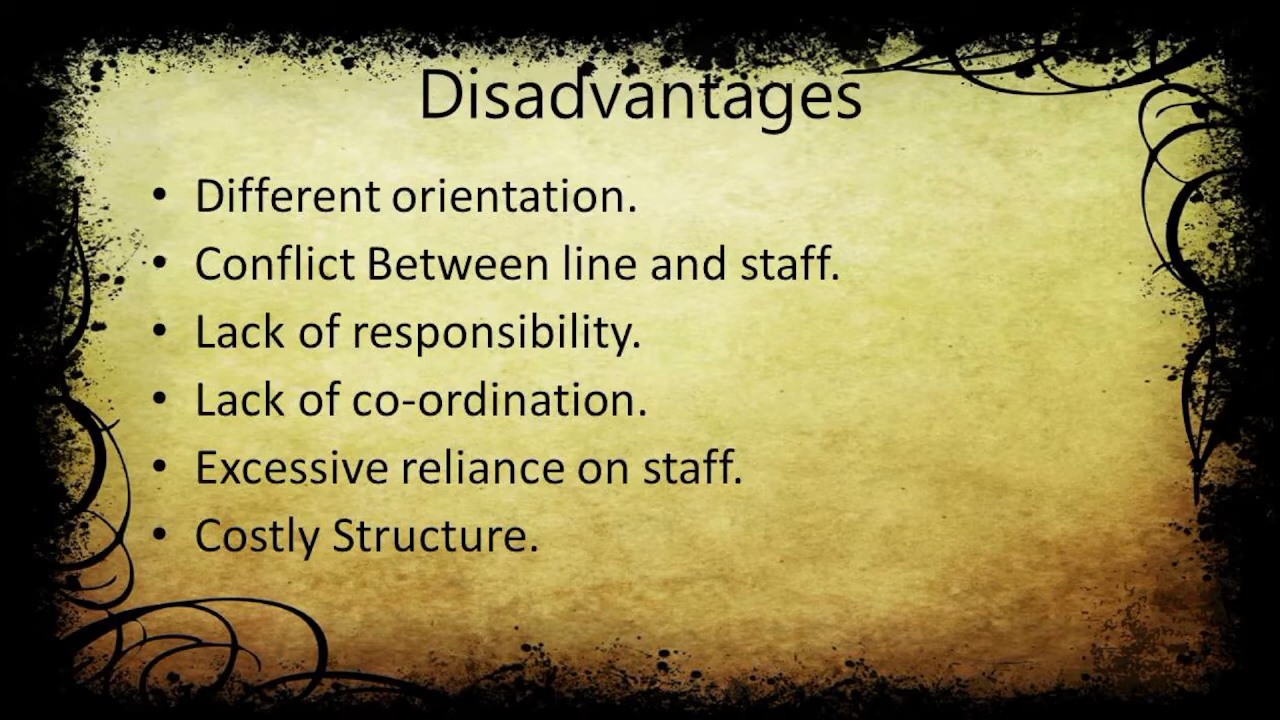 Disadvantages
• Different orientation.
• Conflict Between line and staff.
• Lack of responsibility.
• Lack of co-ordination.
• Excessive reliance on staff.
• Costly Structure.